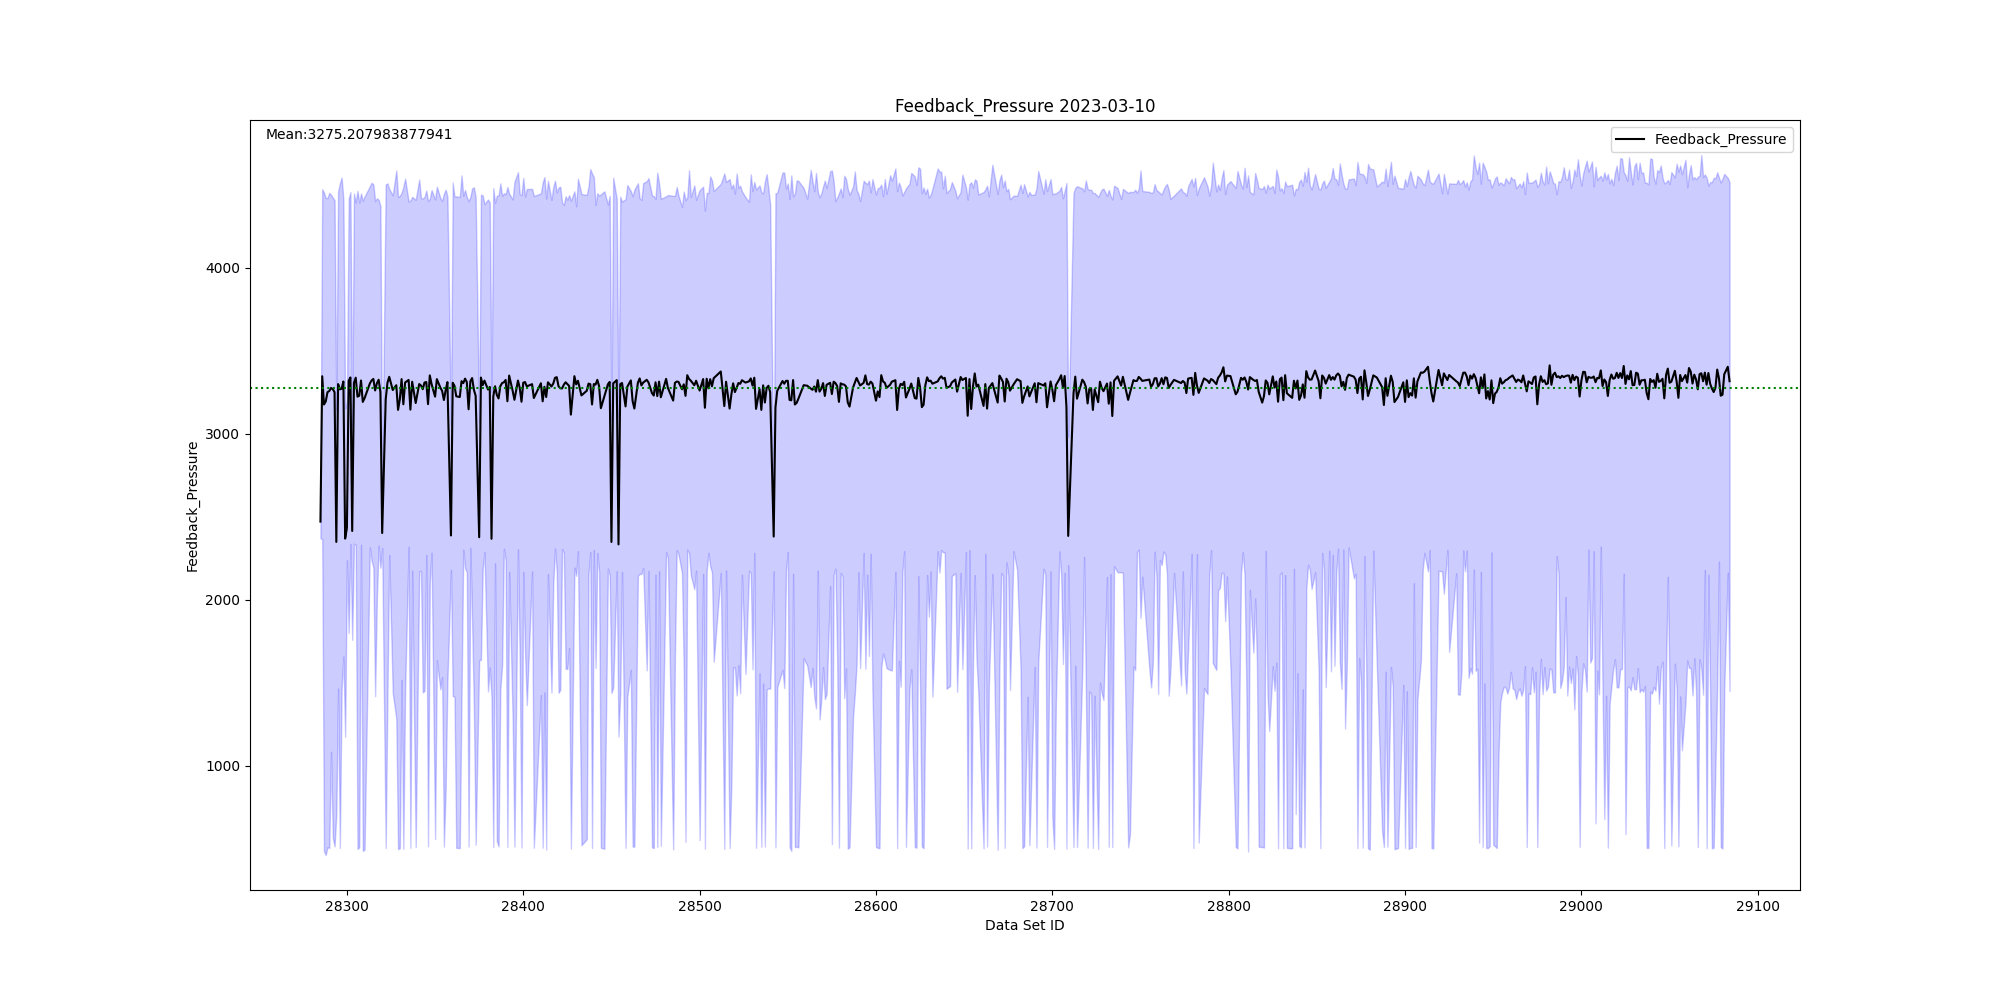 Feedback_Pressure 2023-03-10
Mean:3275.207983877941
Feedback_Pressure
Feedback_Pressure
4000
3000
2000
1000
28300 28400 28500 28600 28700 28800 28900 29000 29100
Data Set ID